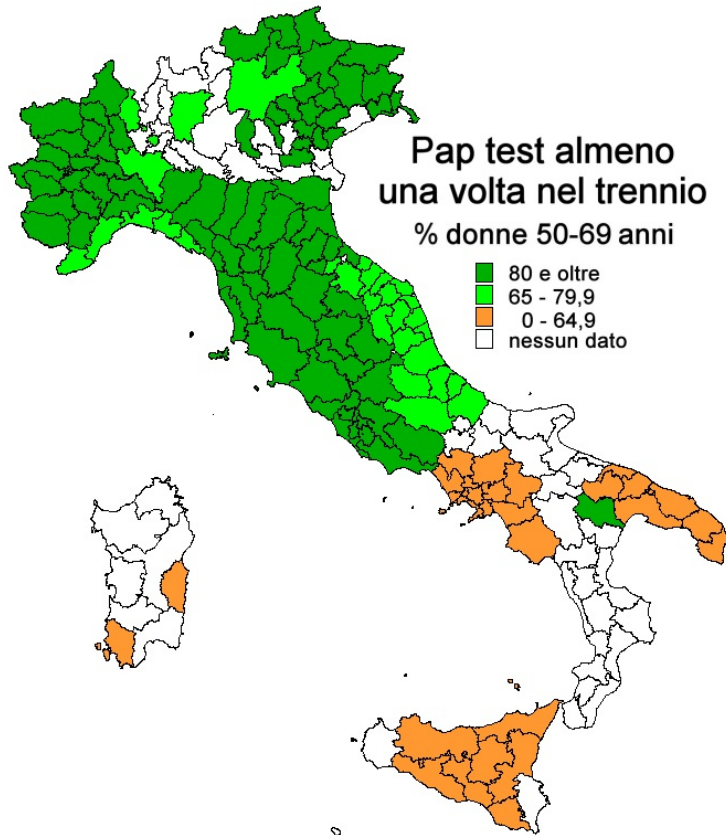 Pap test almeno
una volta nel trennio
% donne 50-69 anni
80 e oltre
65 - 79,9
0 - 64,9
nessun dato